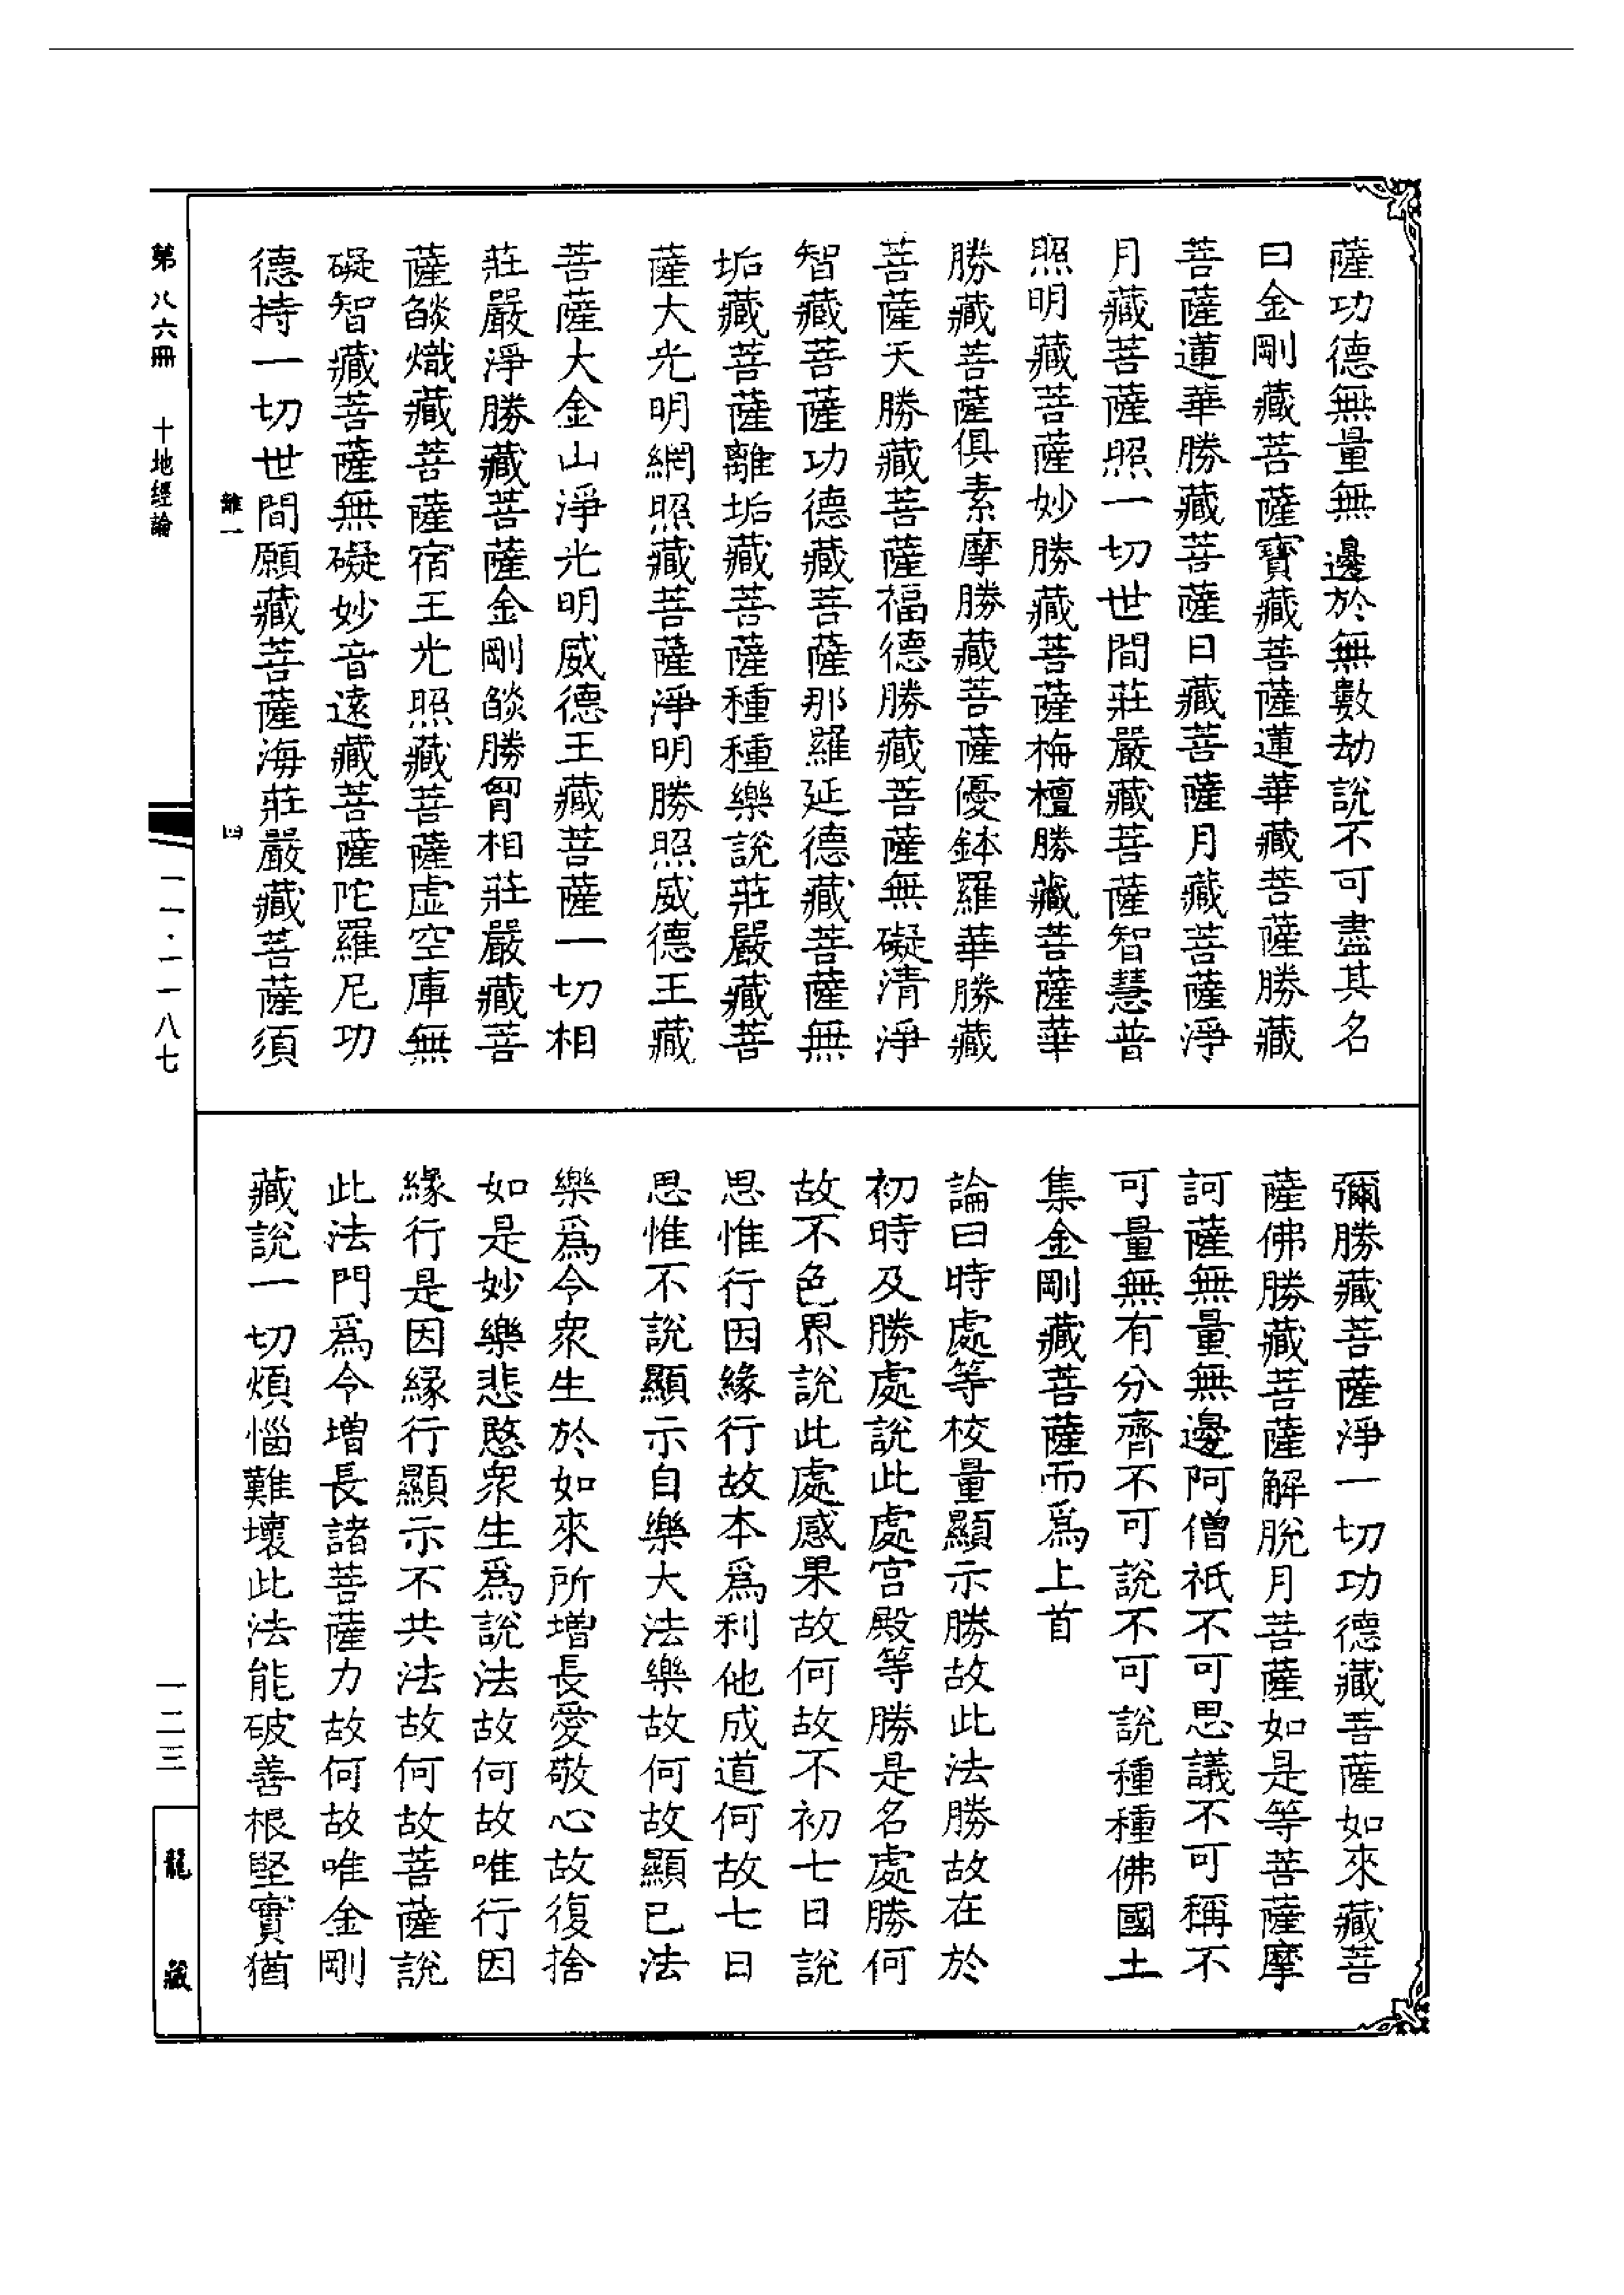 薩功德無量無邊於無數劫說不可盡其名
曰金剛藏菩薩寶藏菩薩蓮華藏菩薩勝藏
菩薩蓮華勝藏菩薩日藏菩薩月藏菩薩淨
月藏菩薩照一切世間莊嚴藏菩薩智慧普
照明藏菩薩妙勝藏菩薩栴檀勝藏菩薩華
勝藏菩薩俱素摩勝藏菩薩優鉢羅華勝藏
菩薩天勝藏菩薩福德勝藏菩薩無礙清淨
智藏菩薩功德藏菩薩那羅延德藏菩薩無
垢藏菩薩離垢藏菩薩種種樂說莊嚴藏菩
薩大光明網照藏菩薩淨明勝照威德王藏
菩薩大金山淨光明威德王藏菩薩一切相
莊嚴淨勝藏菩薩金剛燄勝胷相莊嚴藏菩
薩燄熾藏菩薩宿王光照藏菩薩虛空庫無
礙智藏菩薩無礙妙音遠藏菩薩陀羅尼功
德持一切世間願藏菩薩海莊嚴藏菩薩須
離一 四
彌勝藏菩薩淨一切功德藏菩薩如來藏菩
薩佛勝藏菩薩解脫月菩薩如是等菩薩摩
訶薩無量無邊阿僧祇不可思議不可稱不
可量無有分齊不可說不可說種種佛國土
集金剛藏菩薩而爲上首
論曰時處等校量顯示勝故此法勝故在於
初時及勝處說此處宮殿等勝是名處勝何
故不色界說此處感果故何故不初七日說
思惟行因緣行故本爲利他成道何故七日
思惟不說顯示自樂大法樂故何故顯己法
樂爲令衆生於如來所增長愛敬心故復捨
如是妙樂悲愍衆生爲說法故何故唯行因
緣行是因緣行顯示不共法故何故菩薩說
此法門爲令增長諸菩薩力故何故唯金剛
藏說一切煩惱難壞此法能破善根堅實猶
第八六冊 十地經論
一一·一一八七
一二三
龍藏